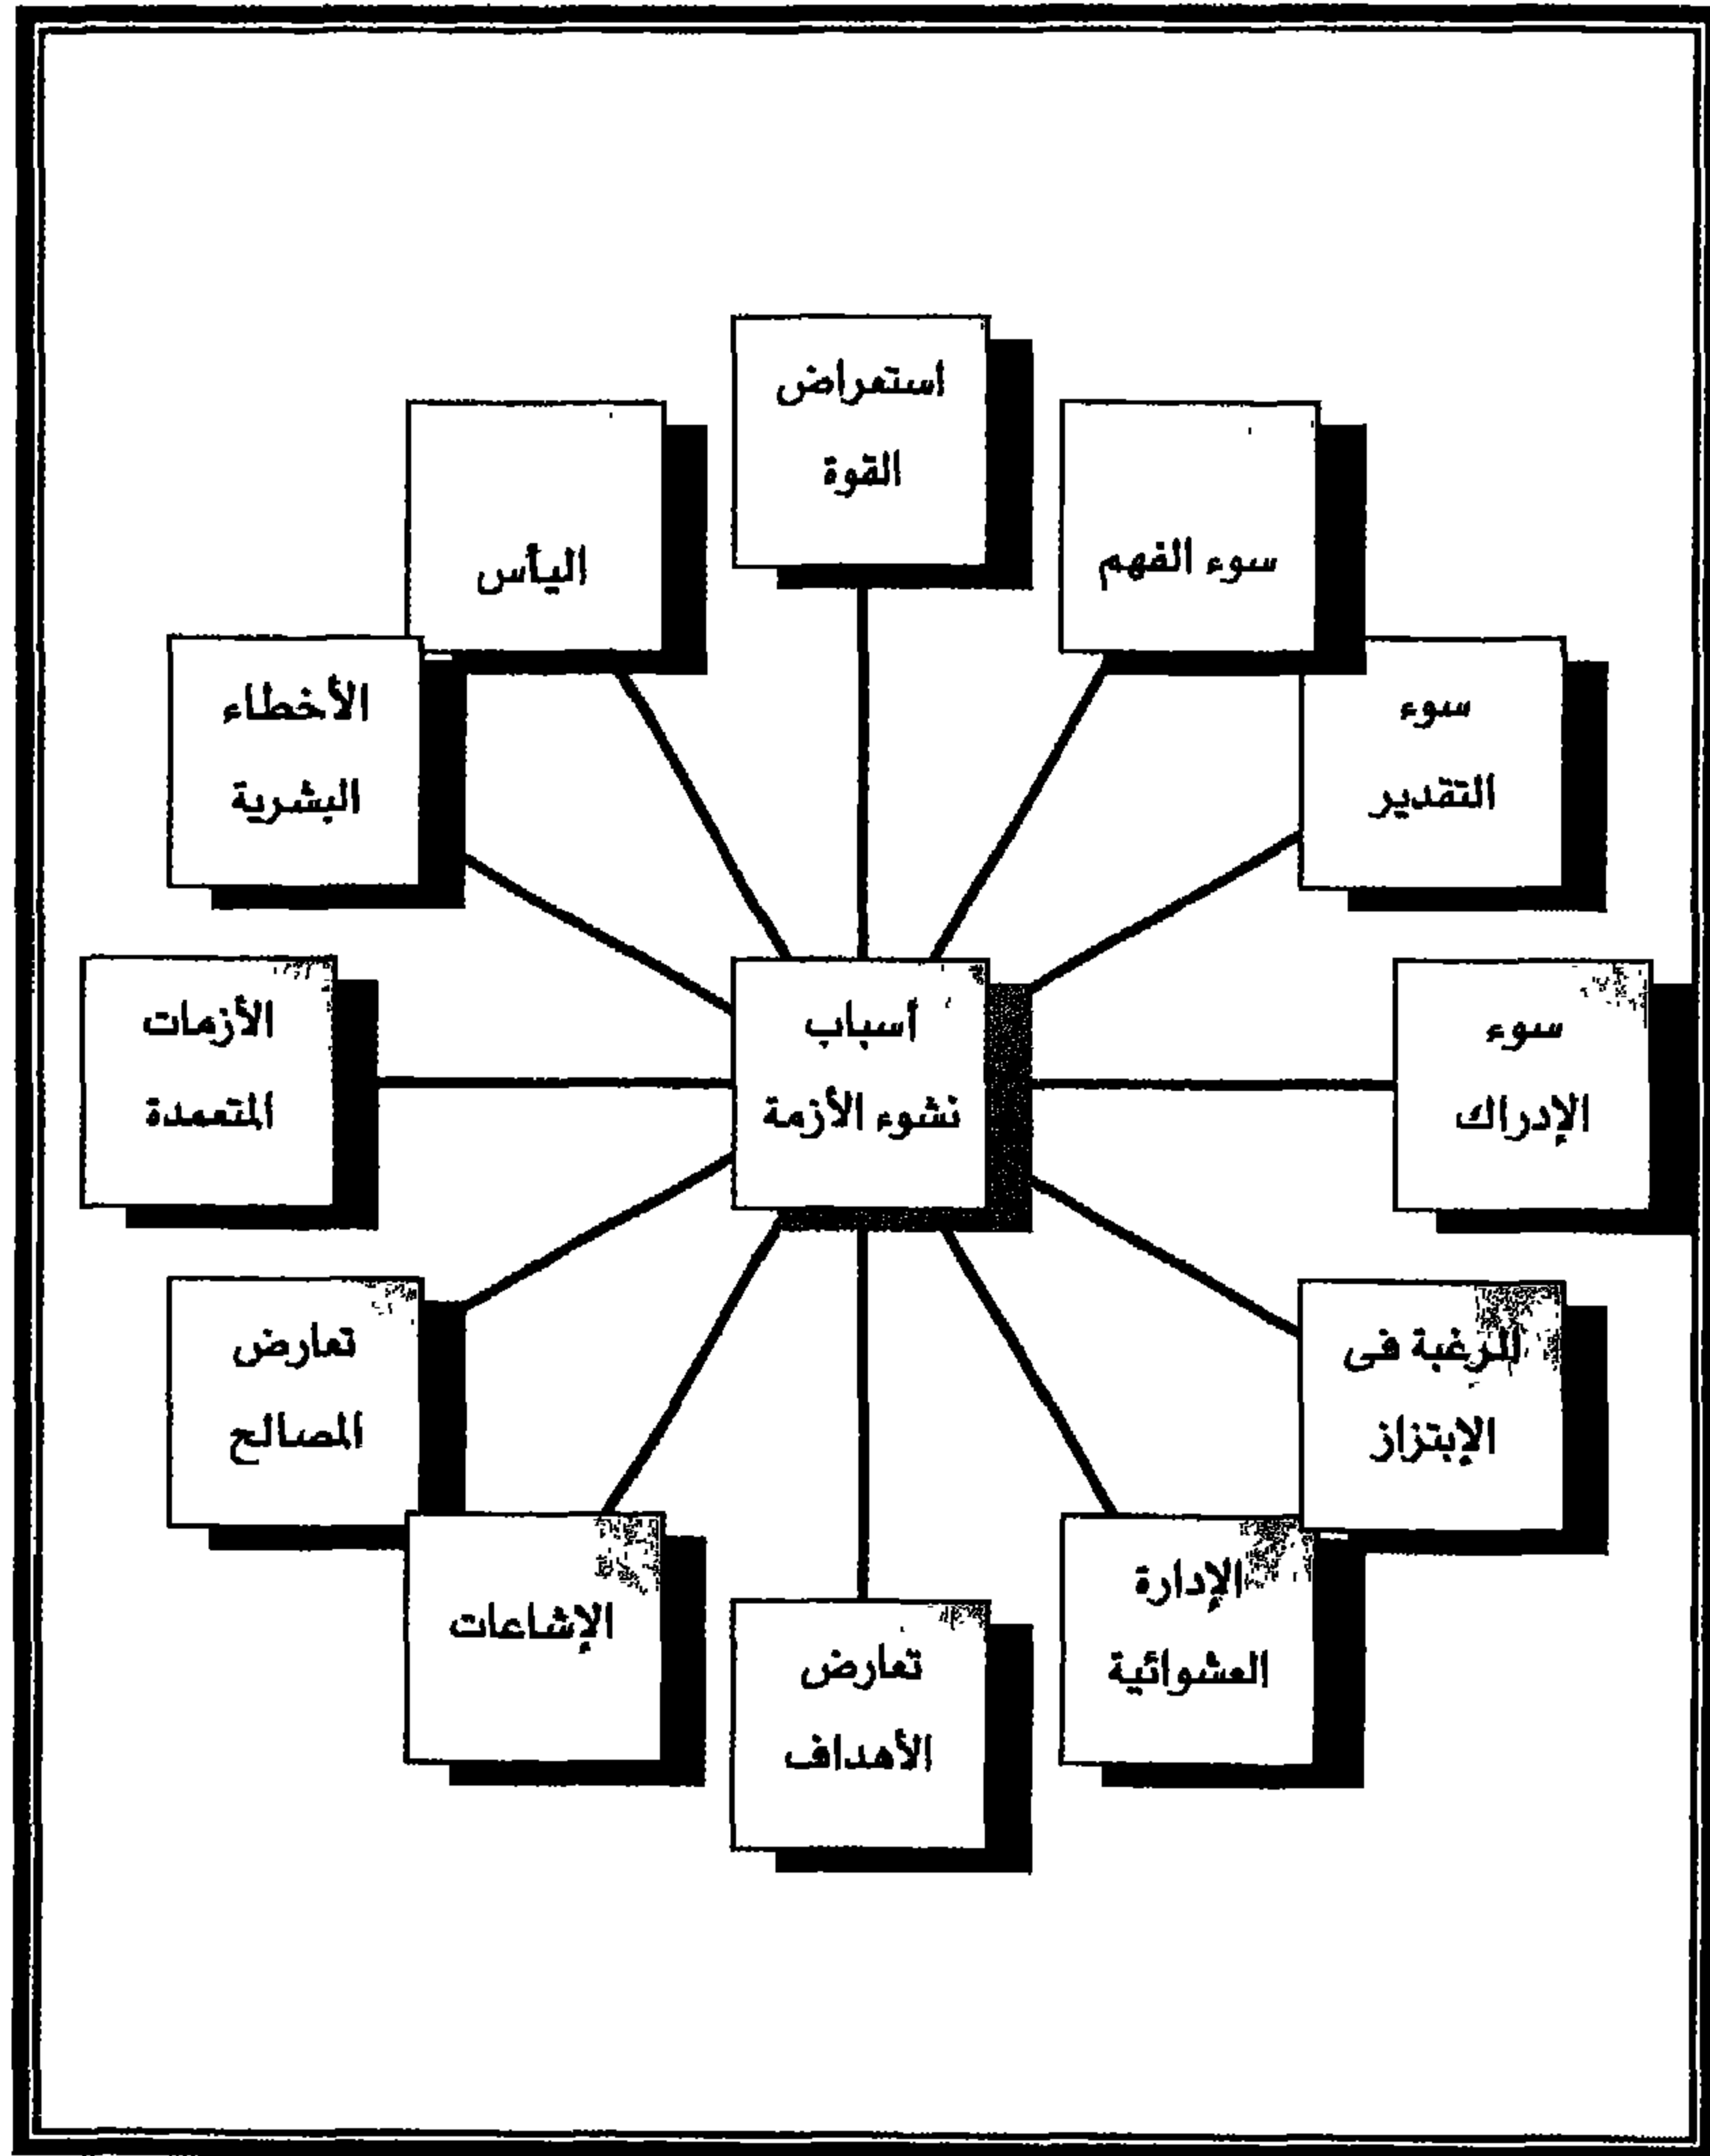 استعراض
القوة
سوء الفهم
سوء
التقدير
سوء
الإدراك
الرغبة فى
الإبتزاز
الإدارة
العشوائية
تعارض
الأهداف
الإشاعات
تعارض
المصالح
الأزمات
المتعمدة
الأخطاء
البشرية
اليأس
أسباب
نشوء الأزمة